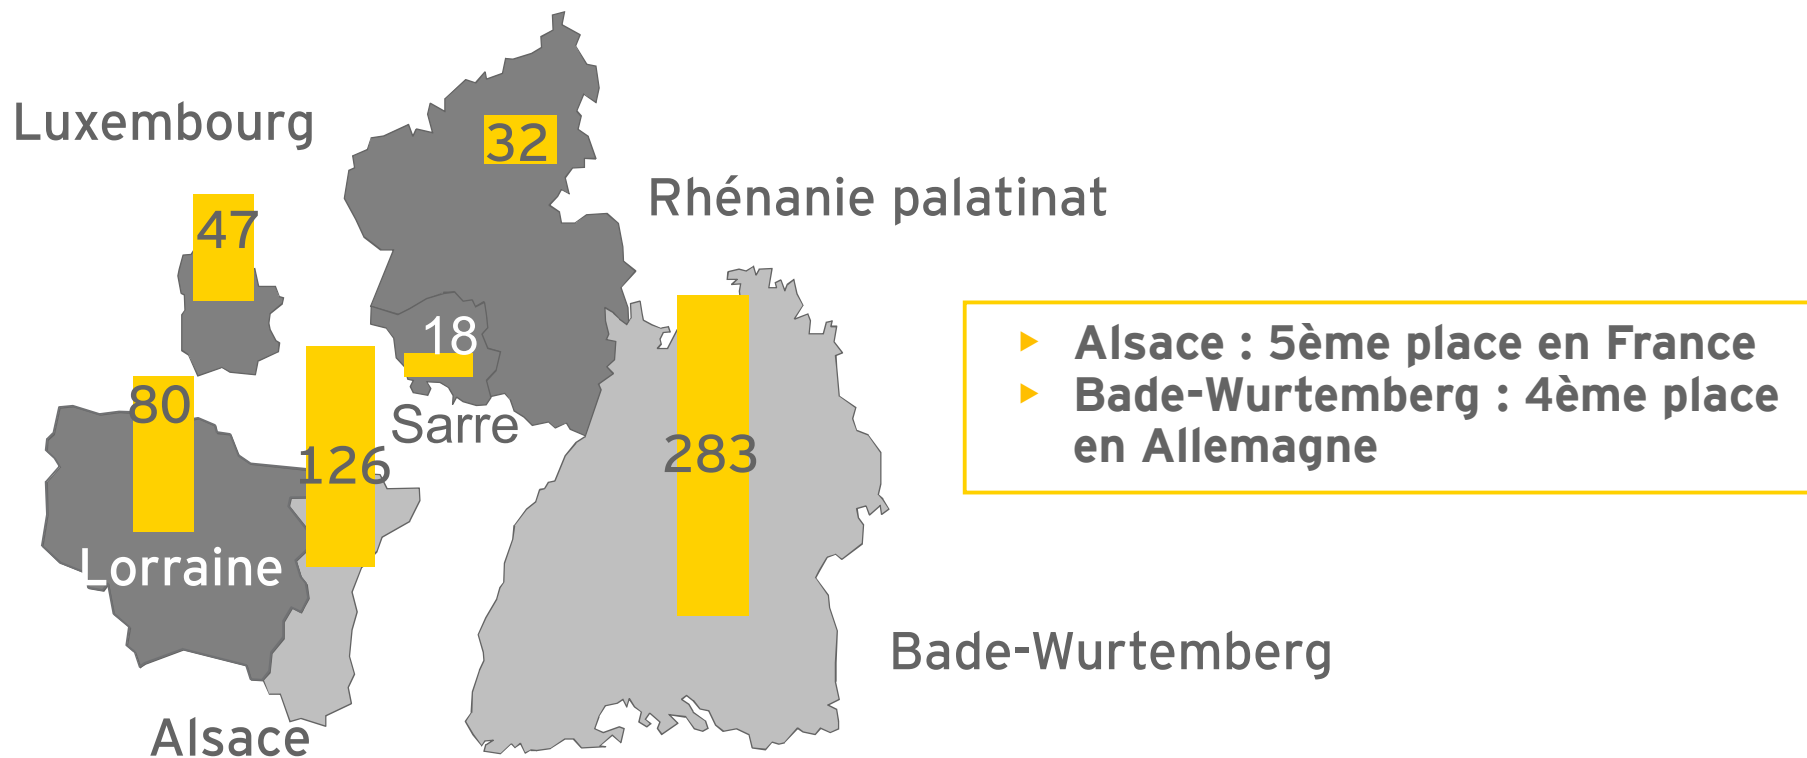 Luxembourg
32
Rhénanie palatinat
47
18
Alsace : 5ème place en France
80
Bade-Wurtemberg : 4ème place
en Allemagne
Sarre
126
283
Lorraine
Bade-Wurtemberg
Alsace